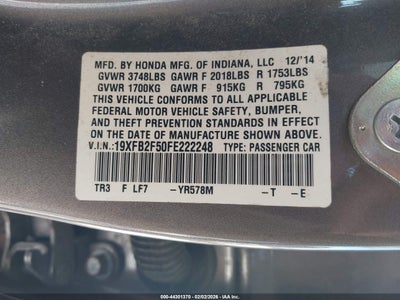 MFD. BY HONDA MFG. OF INDIANA, LLC 12/'14
GVWR 3748LBS GAWR F 2018LBS R 1753LBS
GVWR 1700KG GAWR F 915KG R 795KG
THIS VEHICLE CONFORMS TO ALL APPLICABLE
FEDERAL MOTOR VEHICLE SAFETY, BUMPER,
AND THEFT PREVENTION STANDARDS
IN EFFECT ON THE DATE OF MANUFACTURE SHOWN ABOVE.
V.I.N.:19XFB2F50FE222248 TYPE: PASSENGER CAR
TR3 F LF7 –YR578M –T –E
000-44301370 - 02/02/2026 - IAAI.COM